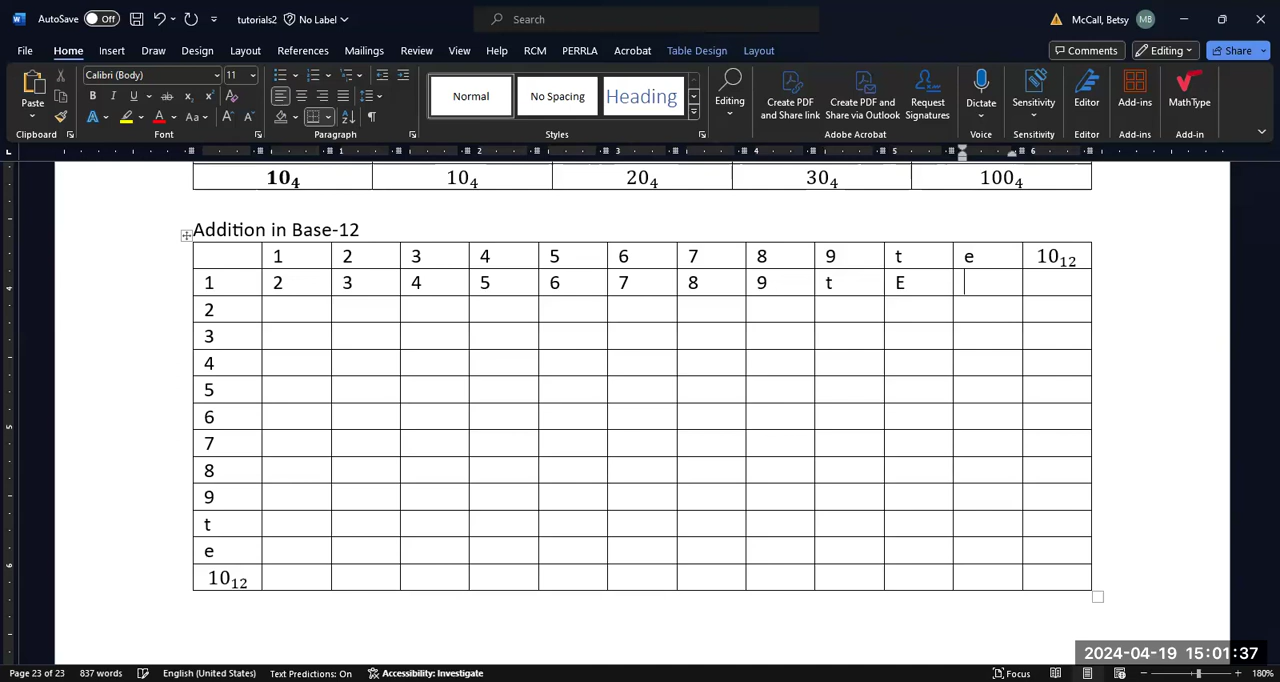 AutoSave Off tutorials2 No Label Search McCall, Betsy MB
File Home Insert Draw Design Layout References Mailings Review View Help RCM PERRLA Acrobat Table Design Layout Comments Editing Share
Calibri (Body) 11
Paste
Normal No Spacing Heading
Editing
Create PDF and Share link
Create PDF and Share via Outlook
Request Signatures
Dictate Sensitivity Editor Add-ins MathType
Clipboard Font Paragraph Styles Adobe Acrobat Voice Sensitivity Editor Add-ins Add-in
10₄ 10₄ 20₄ 30₄ 100₄
Addition in Base-12
1 2 3 4 5 6 7 8 9 t e 10₁₂
1 2 3 4 5 6 7 8 9 t E
2
3
4
5
6
7
8
9
t
e
10₁₂
2024-04-19 15:01:37
Page 23 of 23 837 words English (United States) Text Predictions: On Accessibility: Investigate Focus 180%